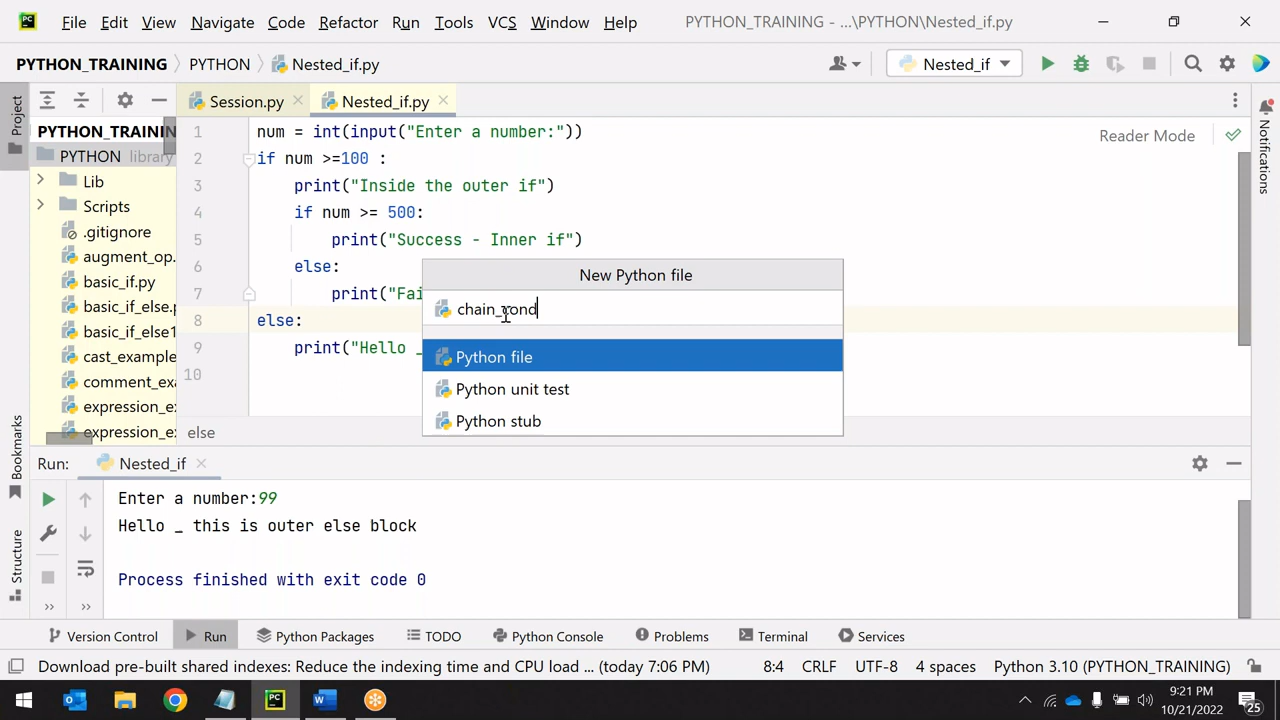 PC File Edit View Navigate Code Refactor Run Tools VCS Window Help PYTHON_TRAINING - ...\PYTHON\Nested_if.py
PYTHON_TRAINING PYTHON Nested_if.py Nested_if
Project
Session.py Nested_if.py
PYTHON_TRAININ
PYTHON library
Lib
Scripts
.gitignore
augment_op.
basic_if.py
basic_if_else.
basic_if_else1
cast_example
comment_exa
expression_e
expression_e
1 num = int(input("Enter a number:"))
2 if num >=100 :
3 print("Inside the outer if")
4 if num >= 500:
5 print("Success - Inner if")
6 else:
7 print("Fai
8 else:
9 print("Hello _
10
Reader Mode
Notifications
else
New Python file
chain_cond
Python file
Python unit test
Python stub
Bookmarks
Structure
Run: Nested_if
Enter a number:99
Hello _ this is outer else block
Process finished with exit code 0
Version Control Run Python Packages TODO Python Console Problems Terminal Services
Download pre-built shared indexes: Reduce the indexing time and CPU load ... (today 7:06 PM) 8:4 CRLF UTF-8 4 spaces Python 3.10 (PYTHON_TRAINING)
9:21 PM
10/21/2022
25